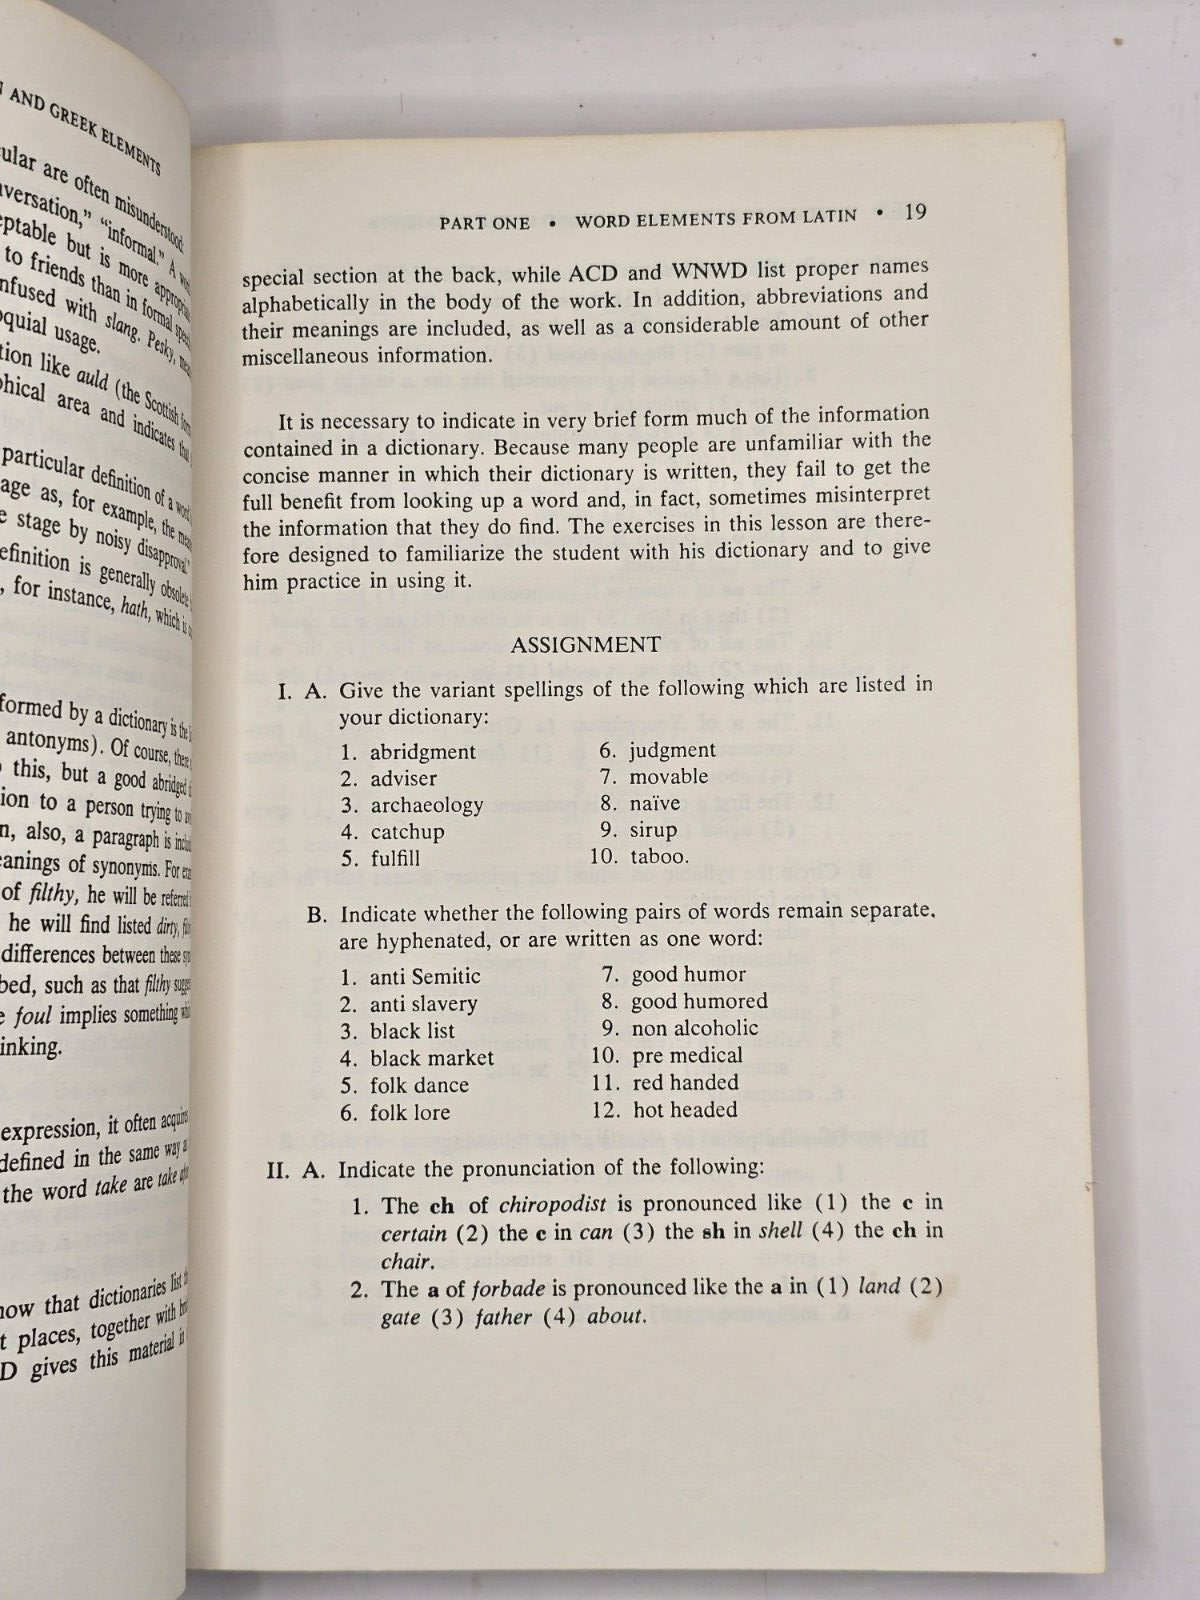 AND GREEK ELEMENTS
ular are often misunderstood:
versation," "informal." A
eptable but is more appropriate
to friends than in formal
nfused with slang. Pesky,
oquial usage.
tion like auld (the Scottish
hical area and indicates
particular definition of a word
age as, for example, the
e stage by noisy disapproval."
efinition is generally obsolete
, for instance, hath, which is
formed by a dictionary is the
antonyms). Of course, there
this, but a good abridged
ion to a person trying to
n, also, a paragraph is
eanings of synonyms. For
of filthy, he will be referred
he will find listed dirty,
differences between these
bed, such as that filthy
e foul implies something
inking.
expression, it often
defined in the same way
the word take are take
now that dictionaries list
t places, together with
D gives this material in
PART ONE • WORD ELEMENTS FROM LATIN • 19
special section at the back, while ACD and WNWD list proper names
alphabetically in the body of the work. In addition, abbreviations and
their meanings are included, as well as a considerable amount of other
miscellaneous information.
It is necessary to indicate in very brief form much of the information
contained in a dictionary. Because many people are unfamiliar with the
concise manner in which their dictionary is written, they fail to get the
full benefit from looking up a word and, in fact, sometimes misinterpret
the information that they do find. The exercises in this lesson are there-
fore designed to familiarize the student with his dictionary and to give
him practice in using it.
ASSIGNMENT
I. A. Give the variant spellings of the following which are listed in
your dictionary:
1. abridgment
2. adviser
3. archaeology
4. catchup
5. fulfill
6. judgment
7. movable
8. naïve
9. sirup
10. taboo.
B. Indicate whether the following pairs of words remain separate,
are hyphenated, or are written as one word:
1. anti Semitic
2. anti slavery
3. black list
4. black market
5. folk dance
6. folk lore
7. good humor
8. good humored
9. non alcoholic
10. pre medical
11. red handed
12. hot headed
II. A. Indicate the pronunciation of the following:
1. The ch of chiropodist is pronounced like (1) the c in
certain (2) the c in can (3) the sh in shell (4) the ch in
chair.
2. The a of forbade is pronounced like the a in (1) land (2)
gate (3) father (4) about.